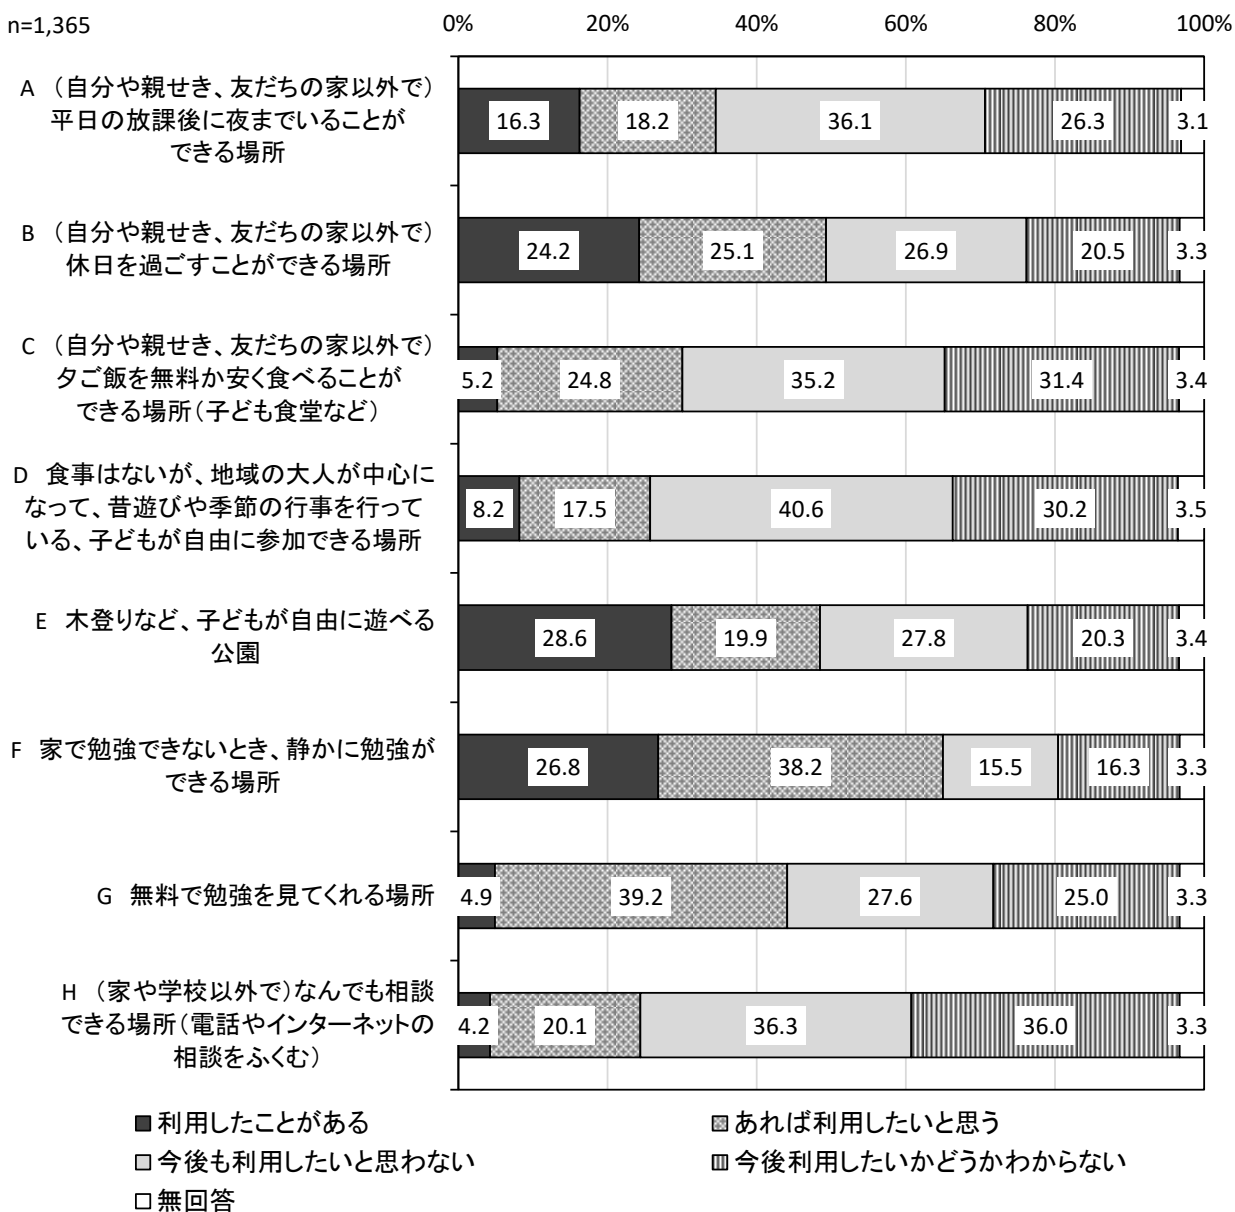 n=1,365
0% 20% 40% 60% 80% 100%
A （自分や親せき、友だちの家以外で）
平日の放課後に夜までいることが
できる場所
16.3 18.2 36.1 26.3 3.1
B （自分や親せき、友だちの家以外で）
休日を過ごすことができる場所
24.2 25.1 26.9 20.5 3.3
C （自分や親せき、友だちの家以外で）
夕ご飯を無料か安く食べることが
できる場所（子ども食堂など）
5.2 24.8 35.2 31.4 3.4
D 食事はないが、地域の大人が中心に
なって、昔遊びや季節の行事を行って
いる、子どもが自由に参加できる場所
8.2 17.5 40.6 30.2 3.5
E 木登りなど、子どもが自由に遊べる
公園
28.6 19.9 27.8 20.3 3.4
F 家で勉強できないとき、静かに勉強が
できる場所
26.8 38.2 15.5 16.3 3.3
G 無料で勉強を見てくれる場所
4.9 39.2 27.6 25.0 3.3
H （家や学校以外で）なんでも相談
できる場所（電話やインターネットの
相談をふくむ）
4.2 20.1 36.3 36.0 3.3
利用したことがある
あれば利用したいと思う
今後も利用したいと思わない
今後利用したいかどうかわからない
無回答